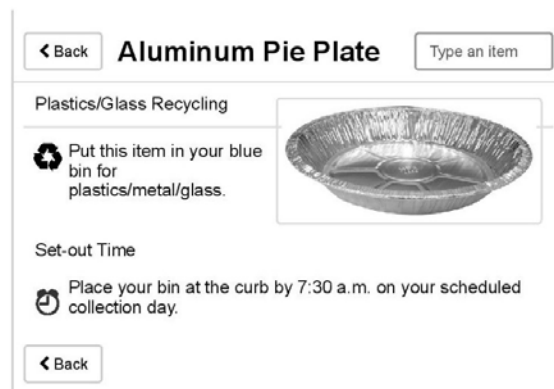 Back
Aluminum Pie Plate
Type an item
Plastics/Glass Recycling
Put this item in your blue
bin for
plastics/metal/glass.
Set-out Time
Place your bin at the curb by 7:30 a.m. on your scheduled
collection day.
Back